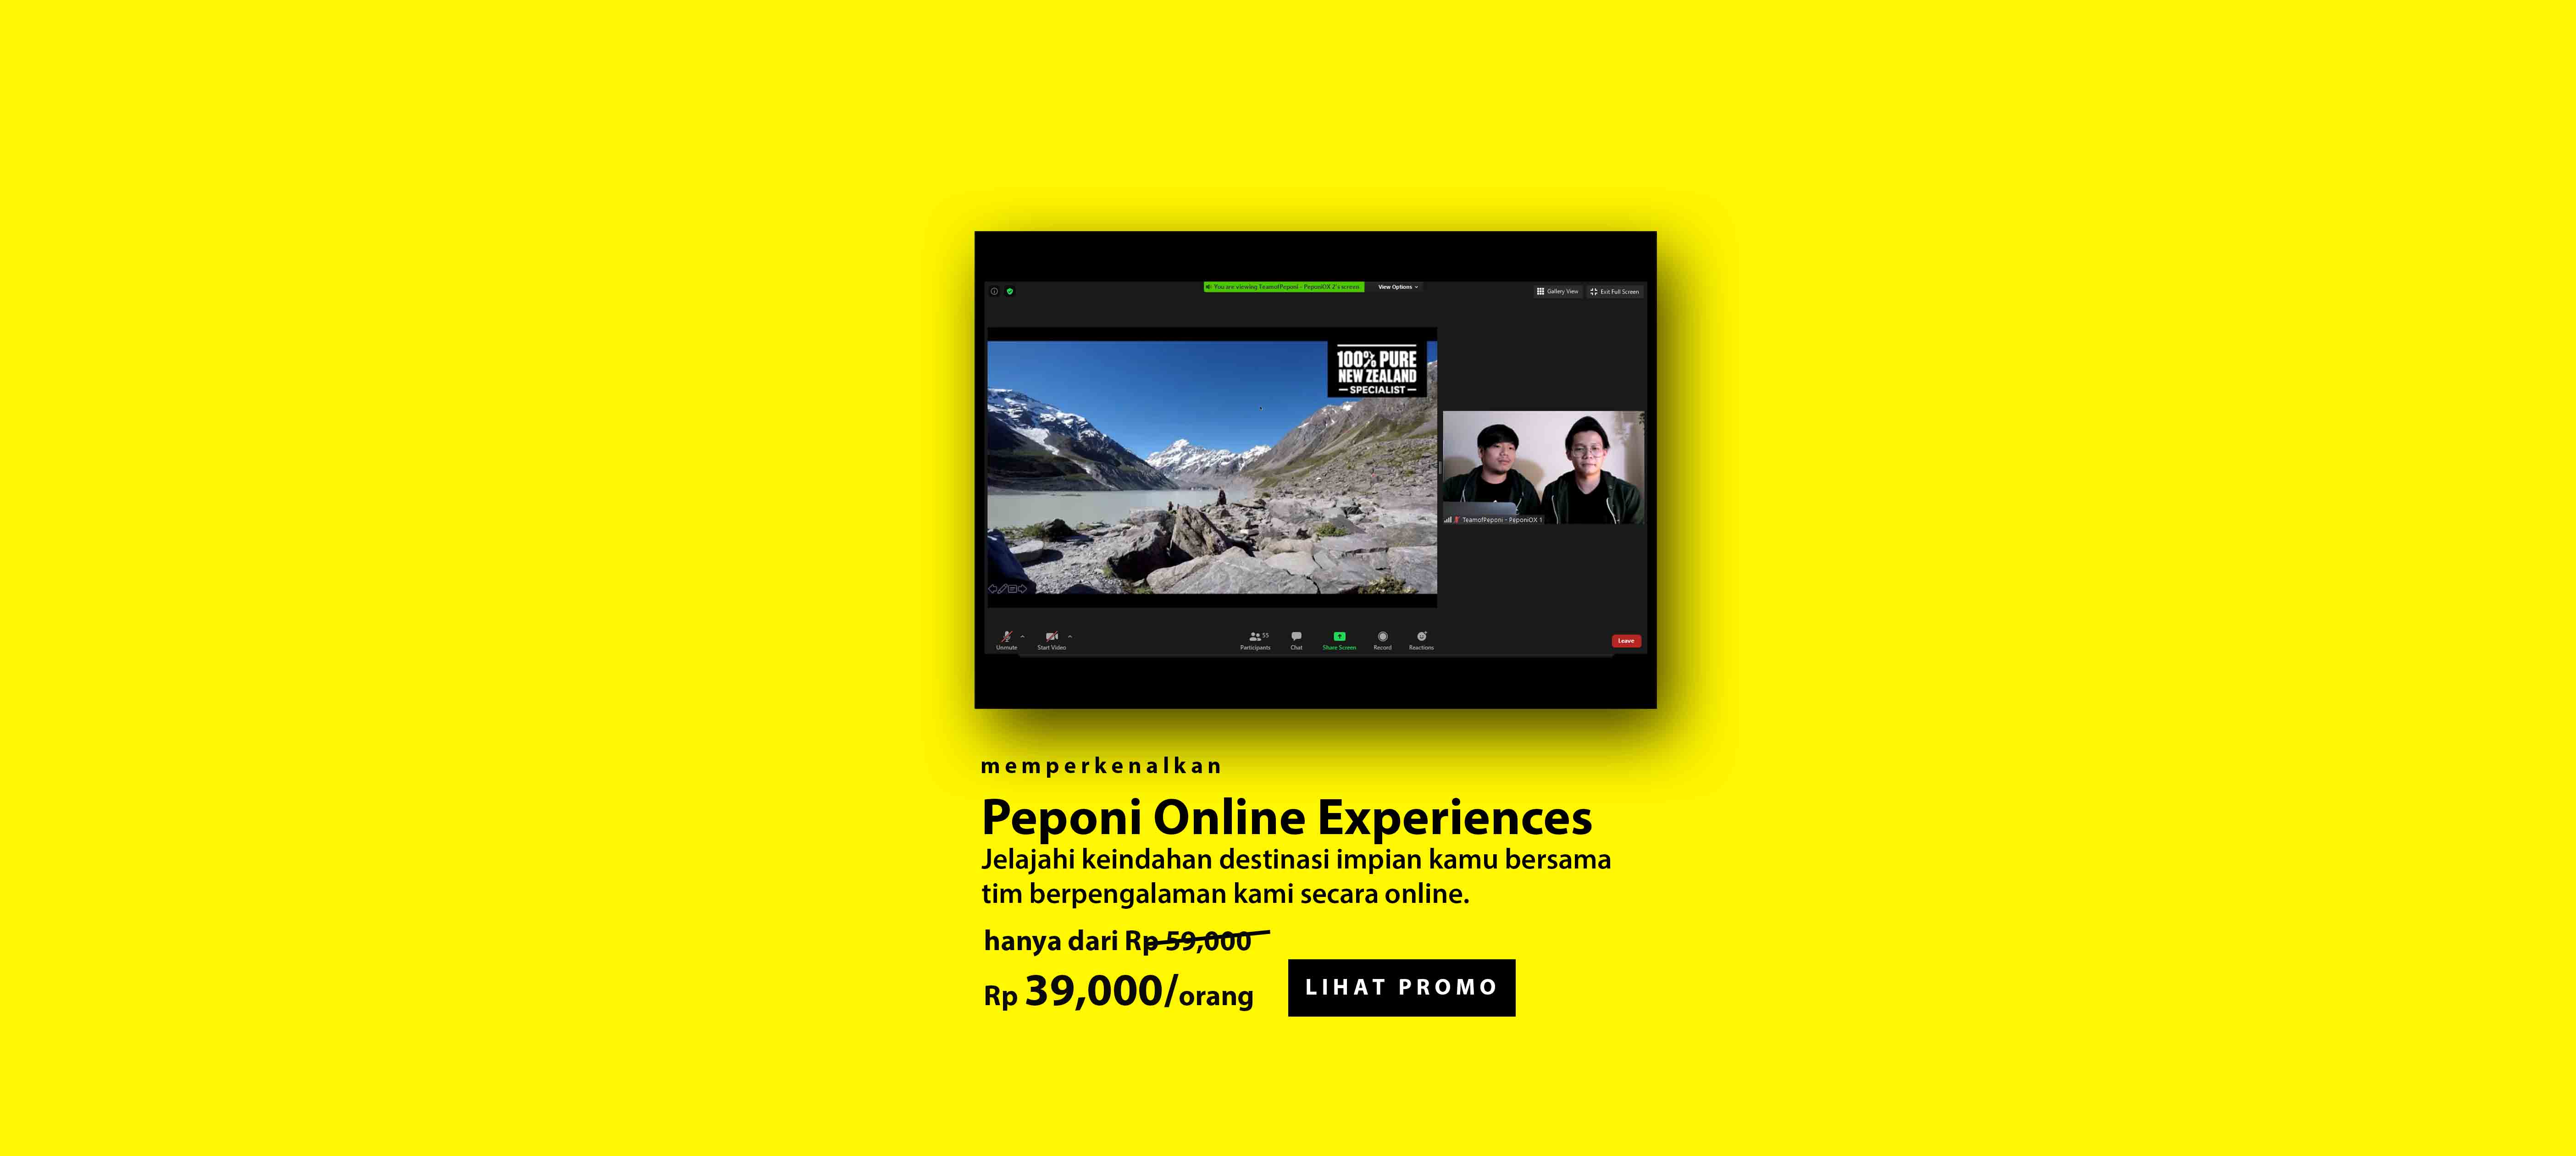 You are viewing TeamofPeponi - PeponiOX 2's screen
View Options
Gallery View
Exit Full Screen
100% PURE
NEW ZEALAND
SPECIALIST
TeamofPeponi - PeponiOX 1
Unmute
Start Video
55
Participants
Chat
Share Screen
Record
Reactions
Leave
memperkenalkan
Peponi Online Experiences
Jelajahi keindahan destinasi impian kamu bersama
tim berpengalaman kami secara online.
hanya dari Rp 59,000
Rp 39,000/orang
LIHAT PROMO